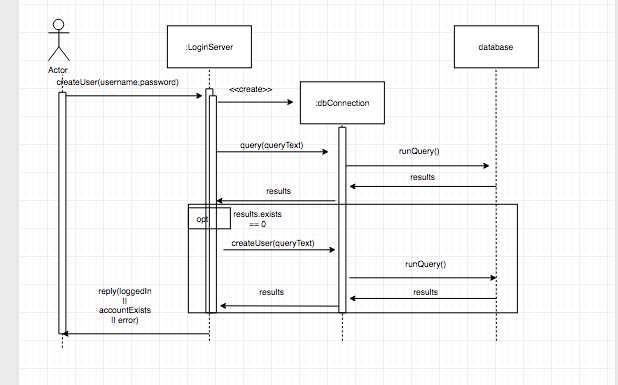 :LoginServer
database
Actor
createUser(username,password)
<<create>>
:dbConnection
query(queryText)
runQuery()
results
results
opt
results.exists
== 0
createUser(queryText)
runQuery()
results
results
reply(loggedIn
||
accountExists
|| error)